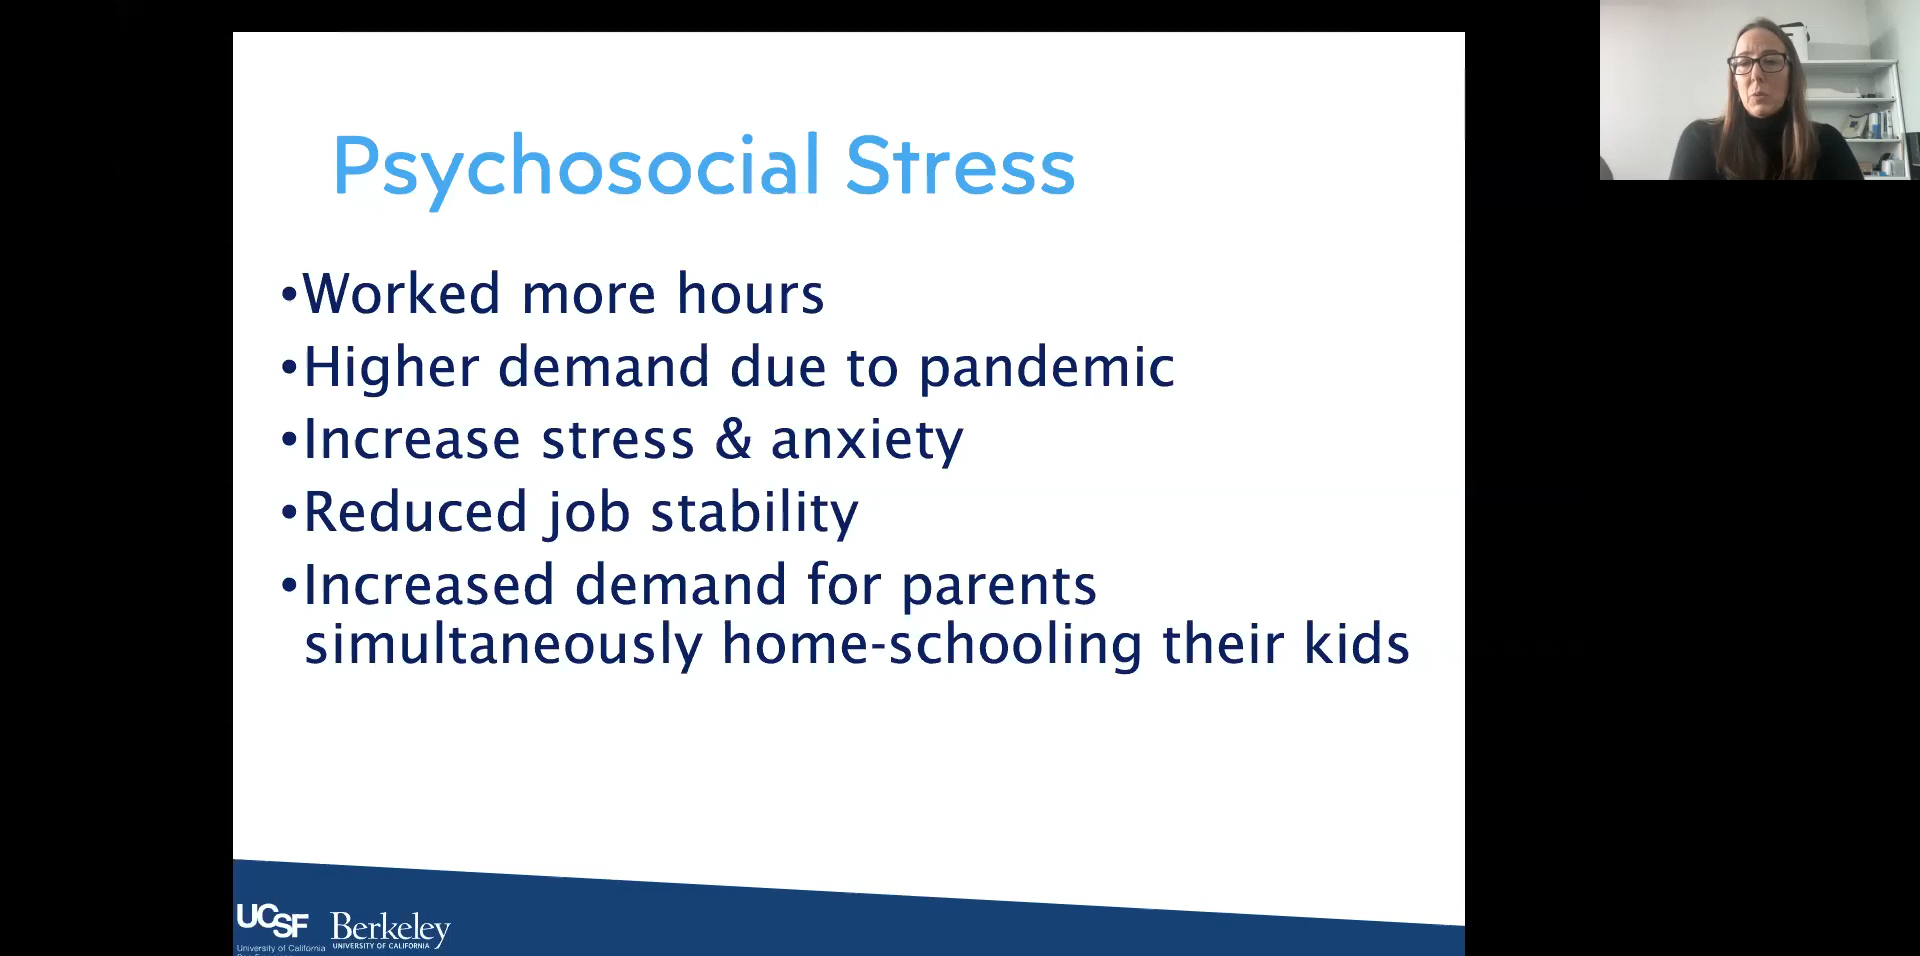 Psychosocial Stress
•Worked more hours
•Higher demand due to pandemic
•Increase stress & anxiety
•Reduced job stability
•Increased demand for parents
simultaneously home-schooling their kids
UCSF
University of California
Berkeley
UNIVERSITY OF CALIFORNIA